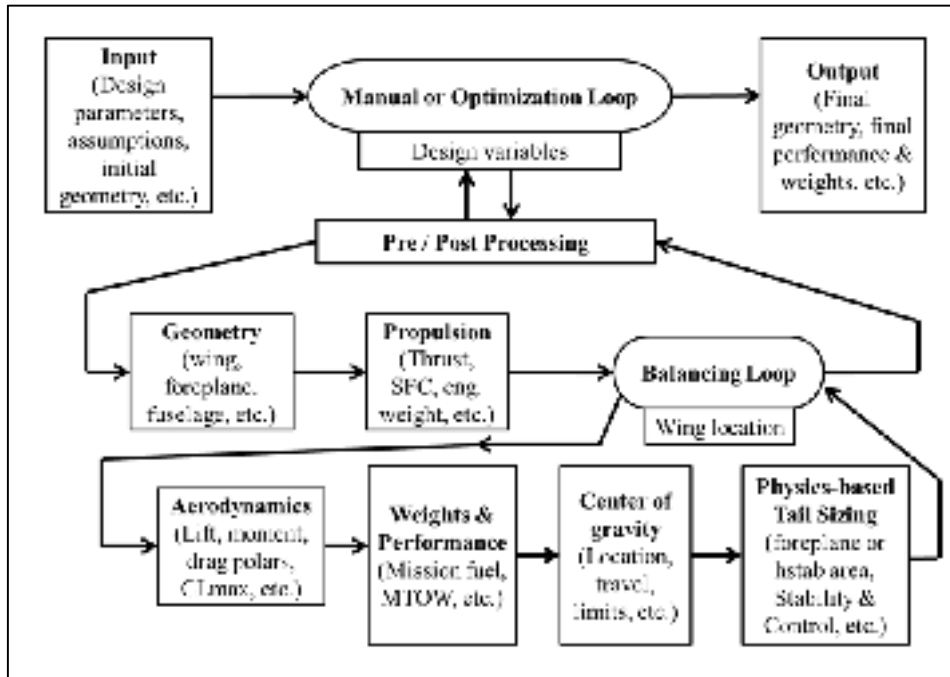 Input
(Design
parameters,
assumptions,
initial
geometry, etc.)
Manual or Optimization Loop
Design variables
Output
(Final
geometry, final
performance &
weights, etc.)
Pre / Post Processing
Geometry
(wing,
foreplane,
fuselage, etc.)
Propulsion
(Thrust,
SFC, eng.
weight, etc.)
Balancing Loop
Wing location
Aerodynamics
(Lift, moment,
drag polars,
CLmax, etc.)
Weights &
Performance
(Mission fuel,
MTOW, etc.)
Center of
gravity
(Location,
travel,
limits, etc.)
Physics-based
Tail Sizing
(foreplane or
hstab area,
Stability &
Control, etc.)